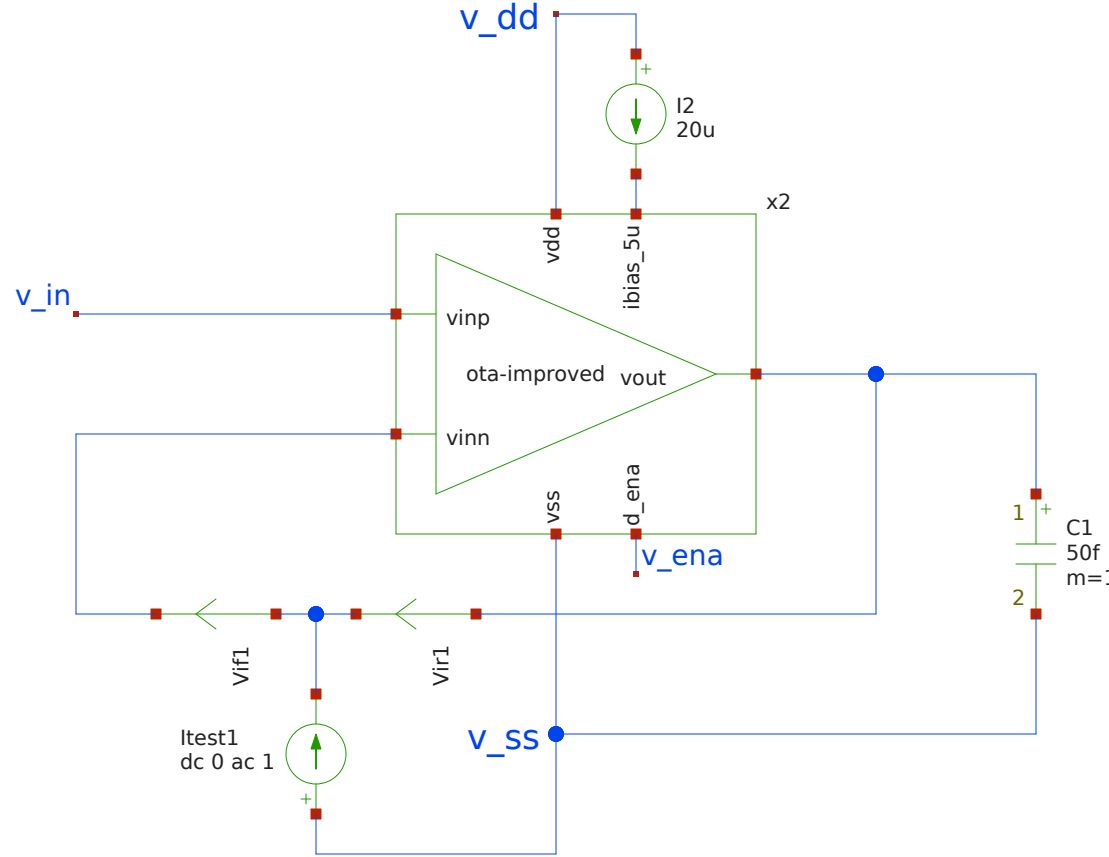 v_dd
+
I2
20u
x2
vdd
ibias_5u
v_in
vinp
ota-improved
vout
vinn
vss
d_ena
v_ena
1
+
C1
50f
2
Vif1
Vir1
Itest1
dc 0 ac 1
+
v_ss